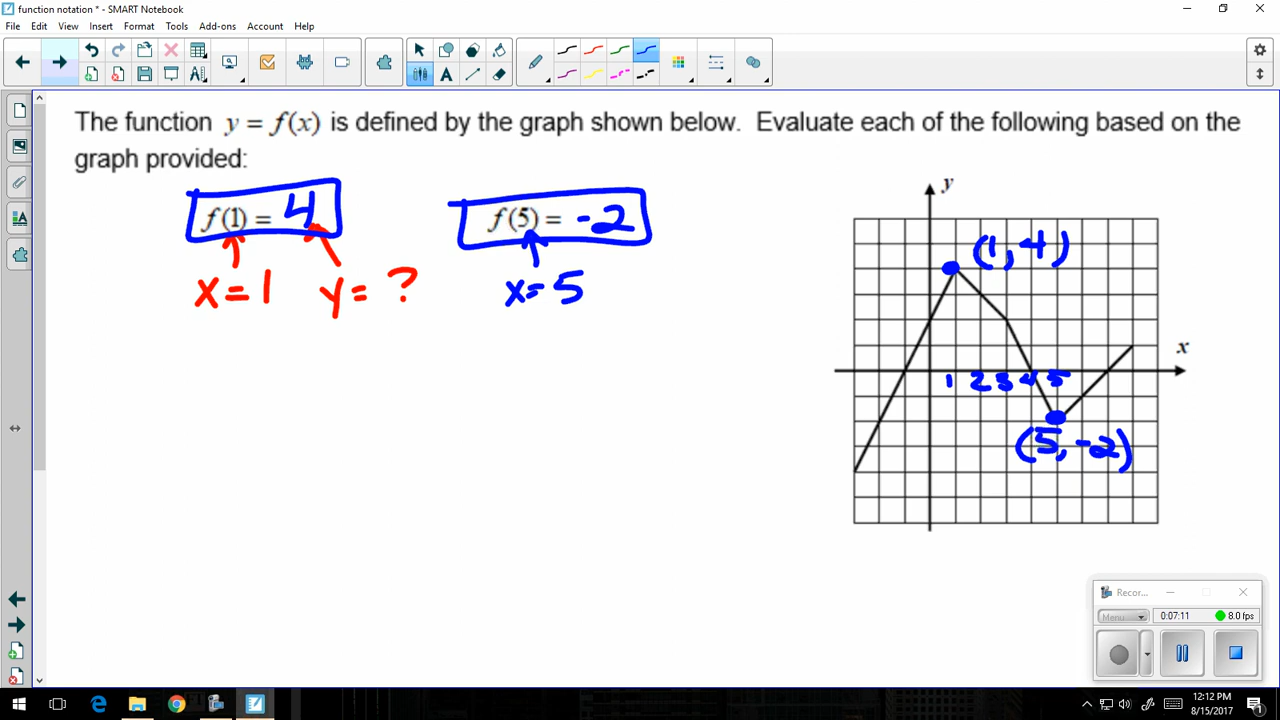 function notation * - SMART Notebook
File Edit View Insert Format Tools Add-ons Account Help
The function y = f(x) is defined by the graph shown below. Evaluate each of the following based on the
graph provided:
f(1) = 4
f(5) = -2
x = 1 y = ?
x = 5
y
(1, 4)
x
1 2 3 4 5
(5, -2)
Recor...
Menu
0:07:11
8.0 fps
12:12 PM
8/15/2017